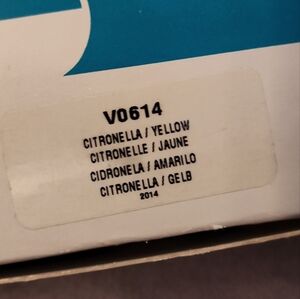 V0614
CITRONELLA / YELLOW
CITRONELLE / JAUNE
CIDRONELA / AMARILO
CITRONELLA / GELB
2014